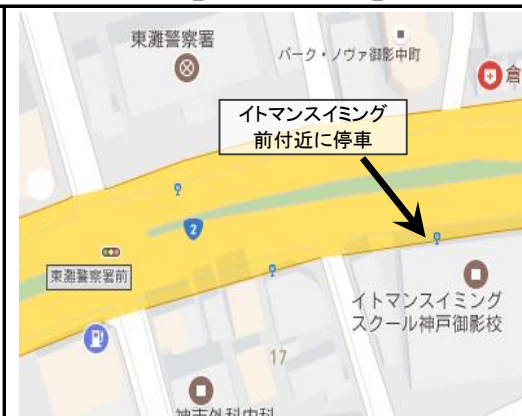 東灘警察署
パーク・ノヴァ御影中町
倉
イトマンスイミング
前付近に停車
2
東灘警察署前
イトマンスイミング
スクール神戸御影校
17